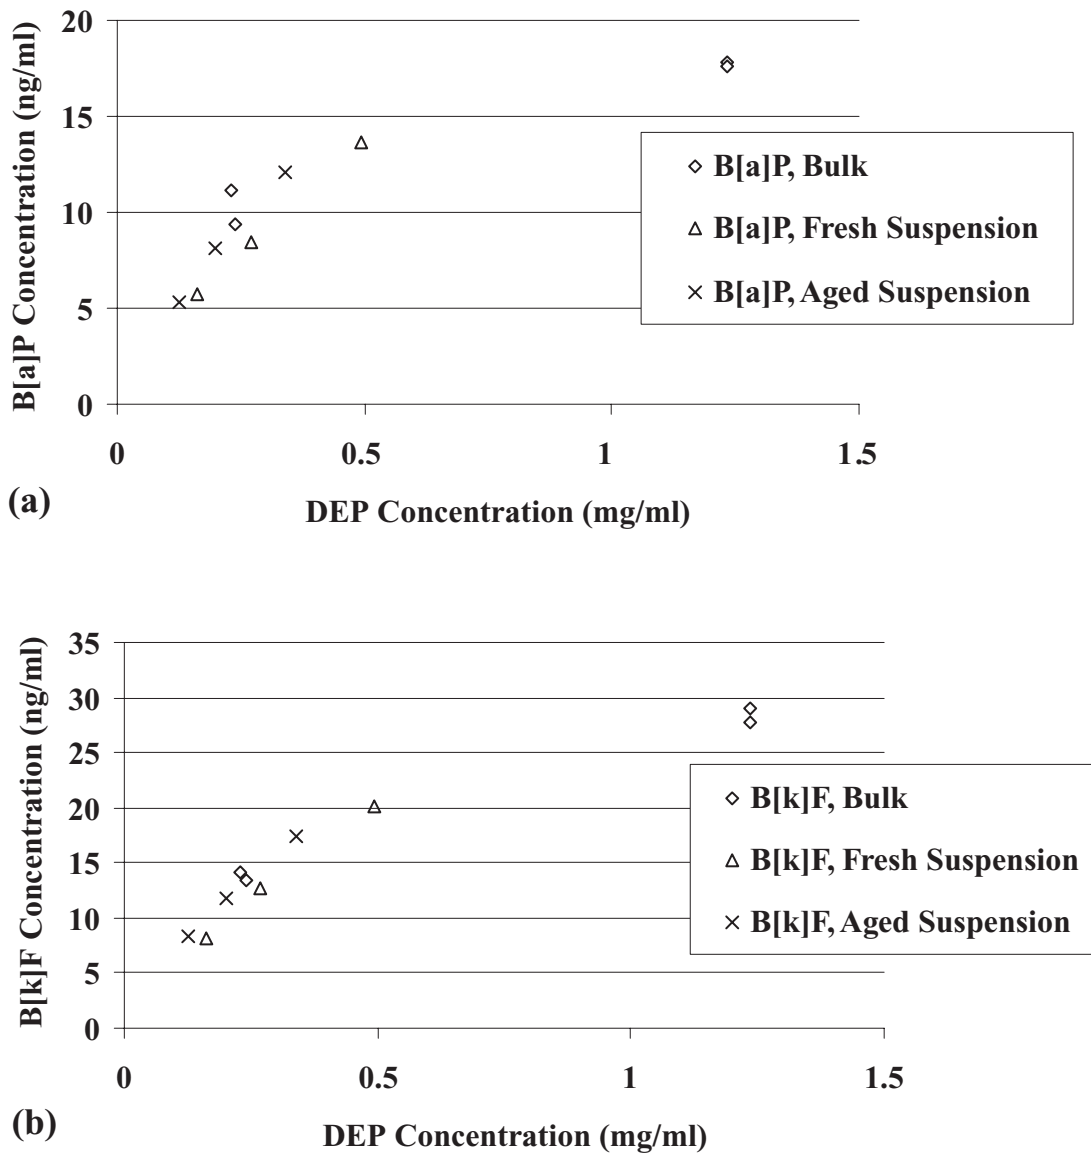 20
15
10
5
0
B[a]P Concentration (ng/ml)
B[a]P, Bulk
B[a]P, Fresh Suspension
B[a]P, Aged Suspension
0 0.5 1 1.5
(a)
DEP Concentration (mg/ml)
35
30
25
20
15
10
5
0
B[k]F Concentration (ng/ml)
B[k]F, Bulk
B[k]F, Fresh Suspension
B[k]F, Aged Suspension
0 0.5 1 1.5
(b)
DEP Concentration (mg/ml)